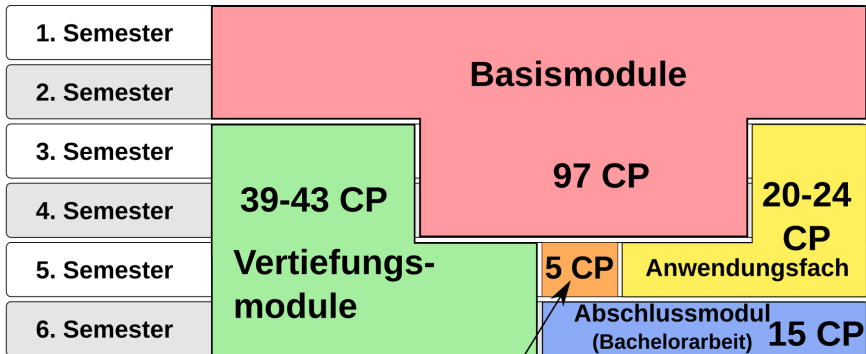 1. Semester
2. Semester
3. Semester
4. Semester
5. Semester
6. Semester
Basismodule
97 CP
39-43 CP
Vertiefungs-
module
20-24
CP
Anwendungsfach
5 CP
Abschlussmodul
(Bachelorarbeit)
15 CP